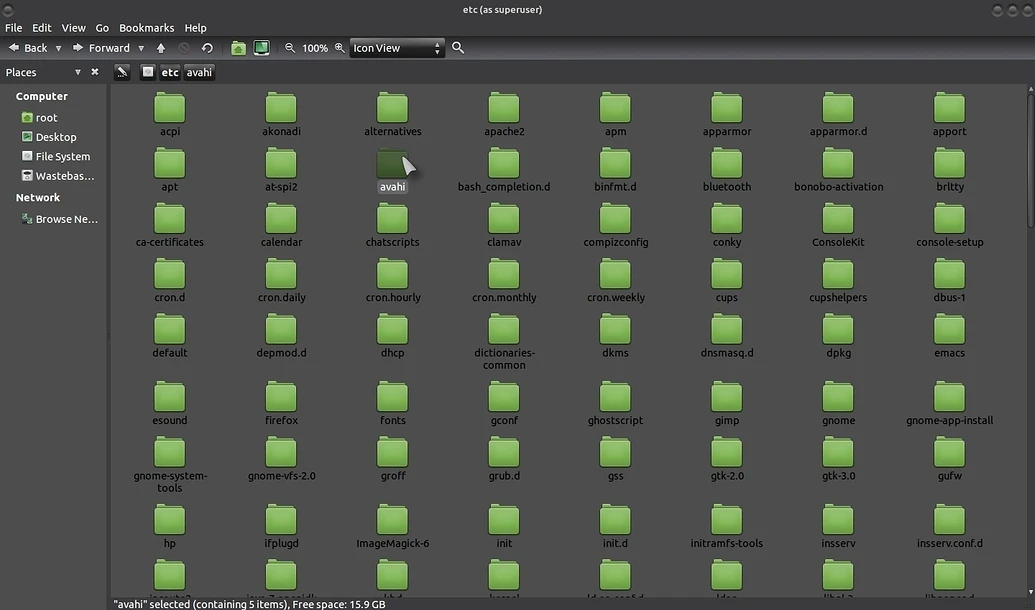 etc (as superuser)
File Edit View Go Bookmarks Help
Back Forward 100% Icon View
Places etc avahi
Computer
root
Desktop
File System
Wastebas...
Network
Browse Ne...
acpi akonadi alternatives apache2 apm apparmor apparmor.d apport
apt at-spi2 avahi bash_completion.d binfmt.d bluetooth bonobo-activation brltty
ca-certificates calendar chatscripts clamav compizconfig conky ConsoleKit console-setup
cron.d cron.daily cron.hourly cron.monthly cron.weekly cups cupshelpers dbus-1
default depmod.d dhcp dictionaries-common dkms dnsmasq.d dpkg emacs
esound firefox fonts gconf ghostscript gimp gnome gnome-app-install
gnome-system-tools gnome-vfs-2.0 groff grub.d gss gtk-2.0 gtk-3.0 gufw
hp ifplugd ImageMagick-6 init init.d initramfs-tools insserv insserv.conf.d
"avahi" selected (containing 5 items), Free space: 15.9 GB